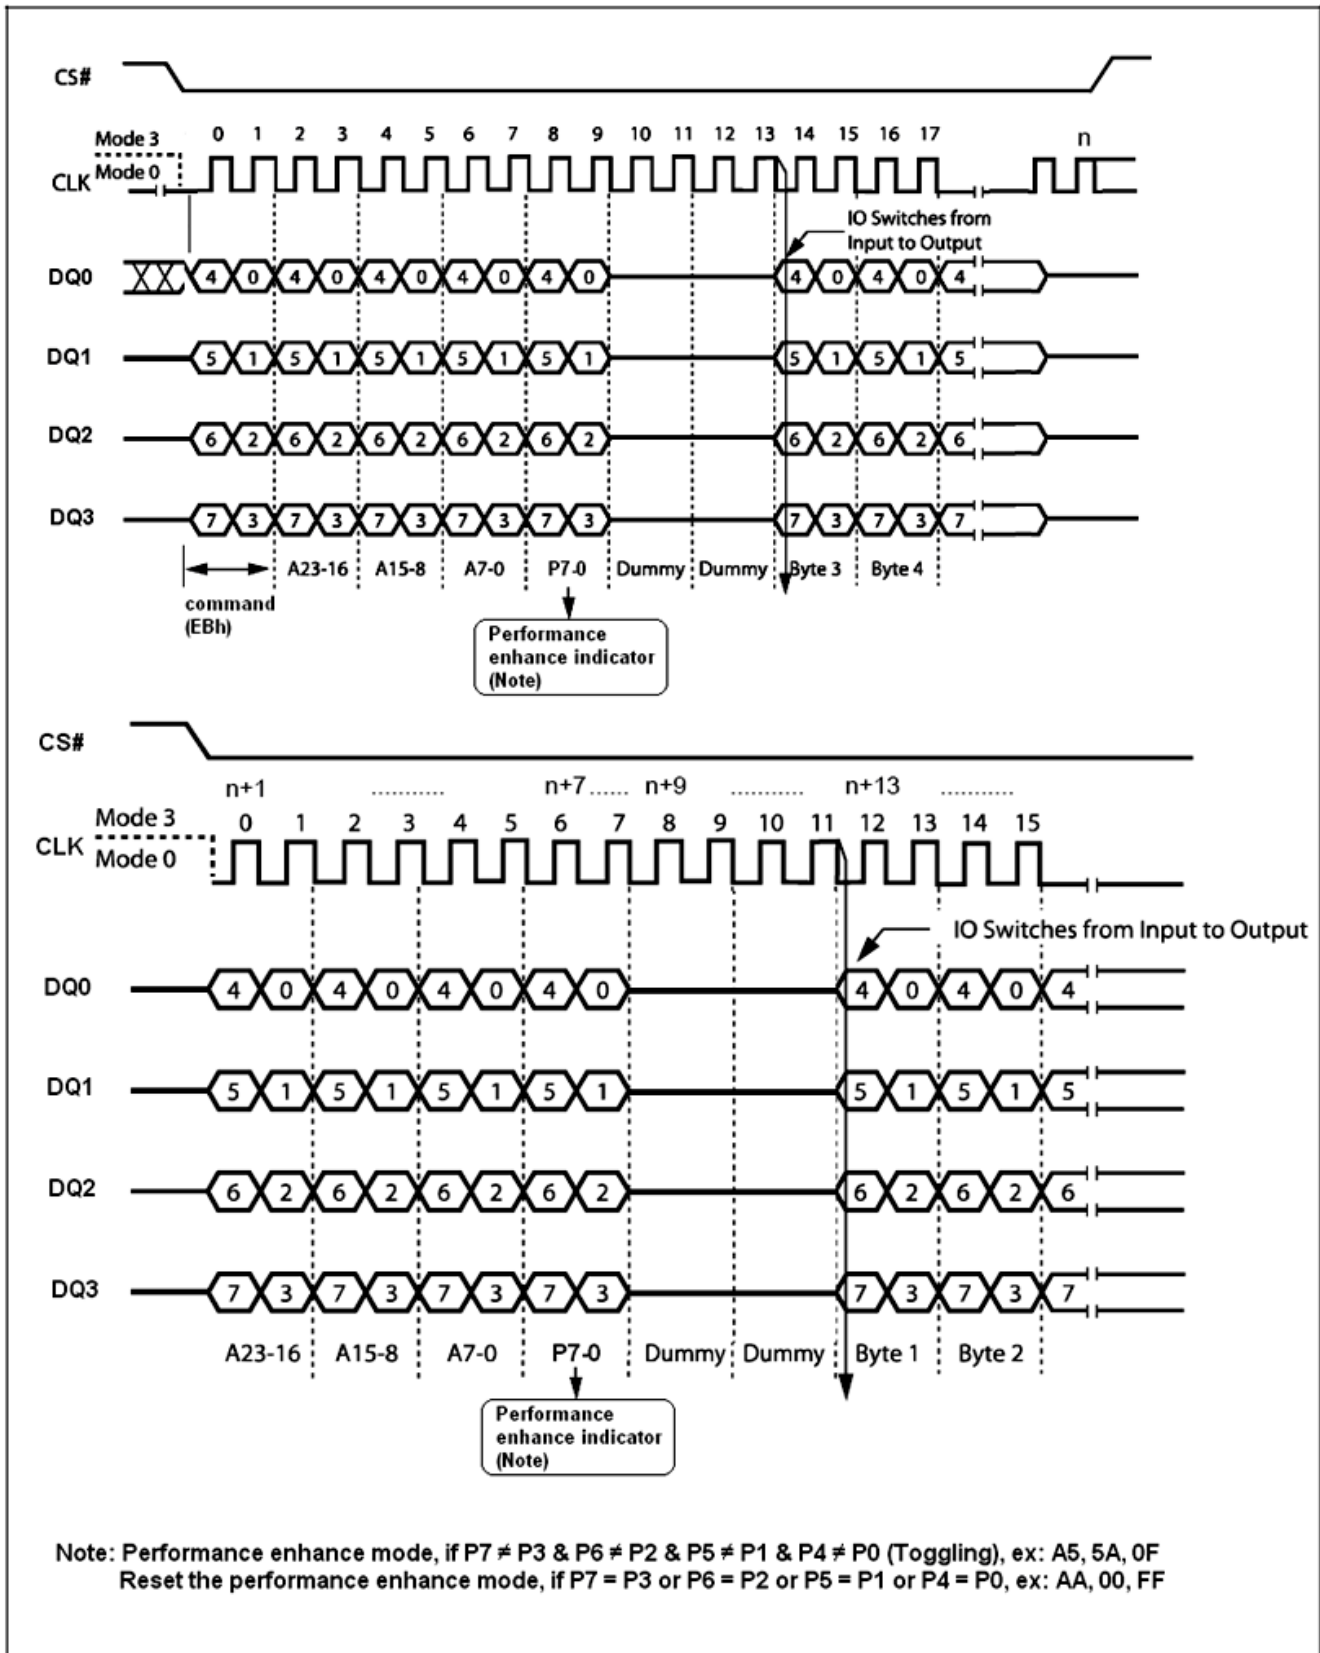 CS#
Mode 3
0 1 2 3 4 5 6 7 8 9 10 11 12 13 14 15 16 17 n
CLK Mode 0
IO Switches from
Input to Output
DQ0 4 0 4 0 4 0 4 0 4 0 4 0 4 0 4
DQ1 5 1 5 1 5 1 5 1 5 1 5 1 5 1 5
DQ2 6 2 6 2 6 2 6 2 6 2 6 2 6 2 6
DQ3 7 3 7 3 7 3 7 3 7 3 7 3 7 3 7
A23-16 A15-8 A7-0 P7-0 Dummy Dummy Byte 3 Byte 4
command
(EBh)
Performance
enhance indicator
(Note)
CS#
n+1 ............ n+7...... n+9 ............ n+13 ............
Mode 3
0 1 2 3 4 5 6 7 8 9 10 11 12 13 14 15
CLK Mode 0
IO Switches from Input to Output
DQ0 4 0 4 0 4 0 4 0 4 0 4 0 4
DQ1 5 1 5 1 5 1 5 1 5 1 5 1 5
DQ2 6 2 6 2 6 2 6 2 6 2 6 2 6
DQ3 7 3 7 3 7 3 7 3 7 3 7 3 7
A23-16 A15-8 A7-0 P7-0 Dummy Dummy Byte 1 Byte 2
Performance
enhance indicator
(Note)
Note: Performance enhance mode, if P7 ≠ P3 & P6 ≠ P2 & P5 ≠ P1 & P4 ≠ P0 (Toggling), ex: A5, 5A, 0F
Reset the performance enhance mode, if P7 = P3 or P6 = P2 or P5 = P1 or P4 = P0, ex: AA, 00, FF